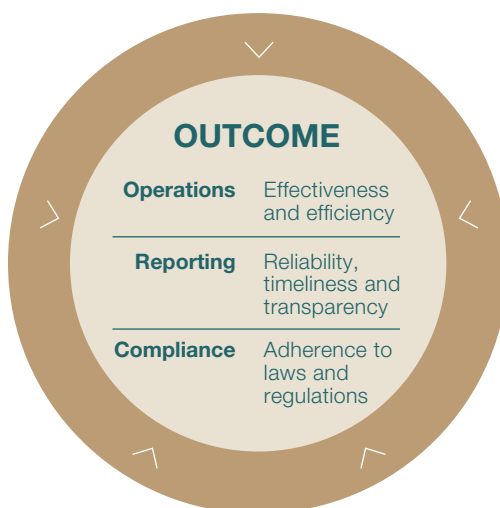 OUTCOME
Operations Effectiveness
and efficiency
Reporting Reliability,
timeliness and
transparency
Compliance Adherence to
laws and
regulations